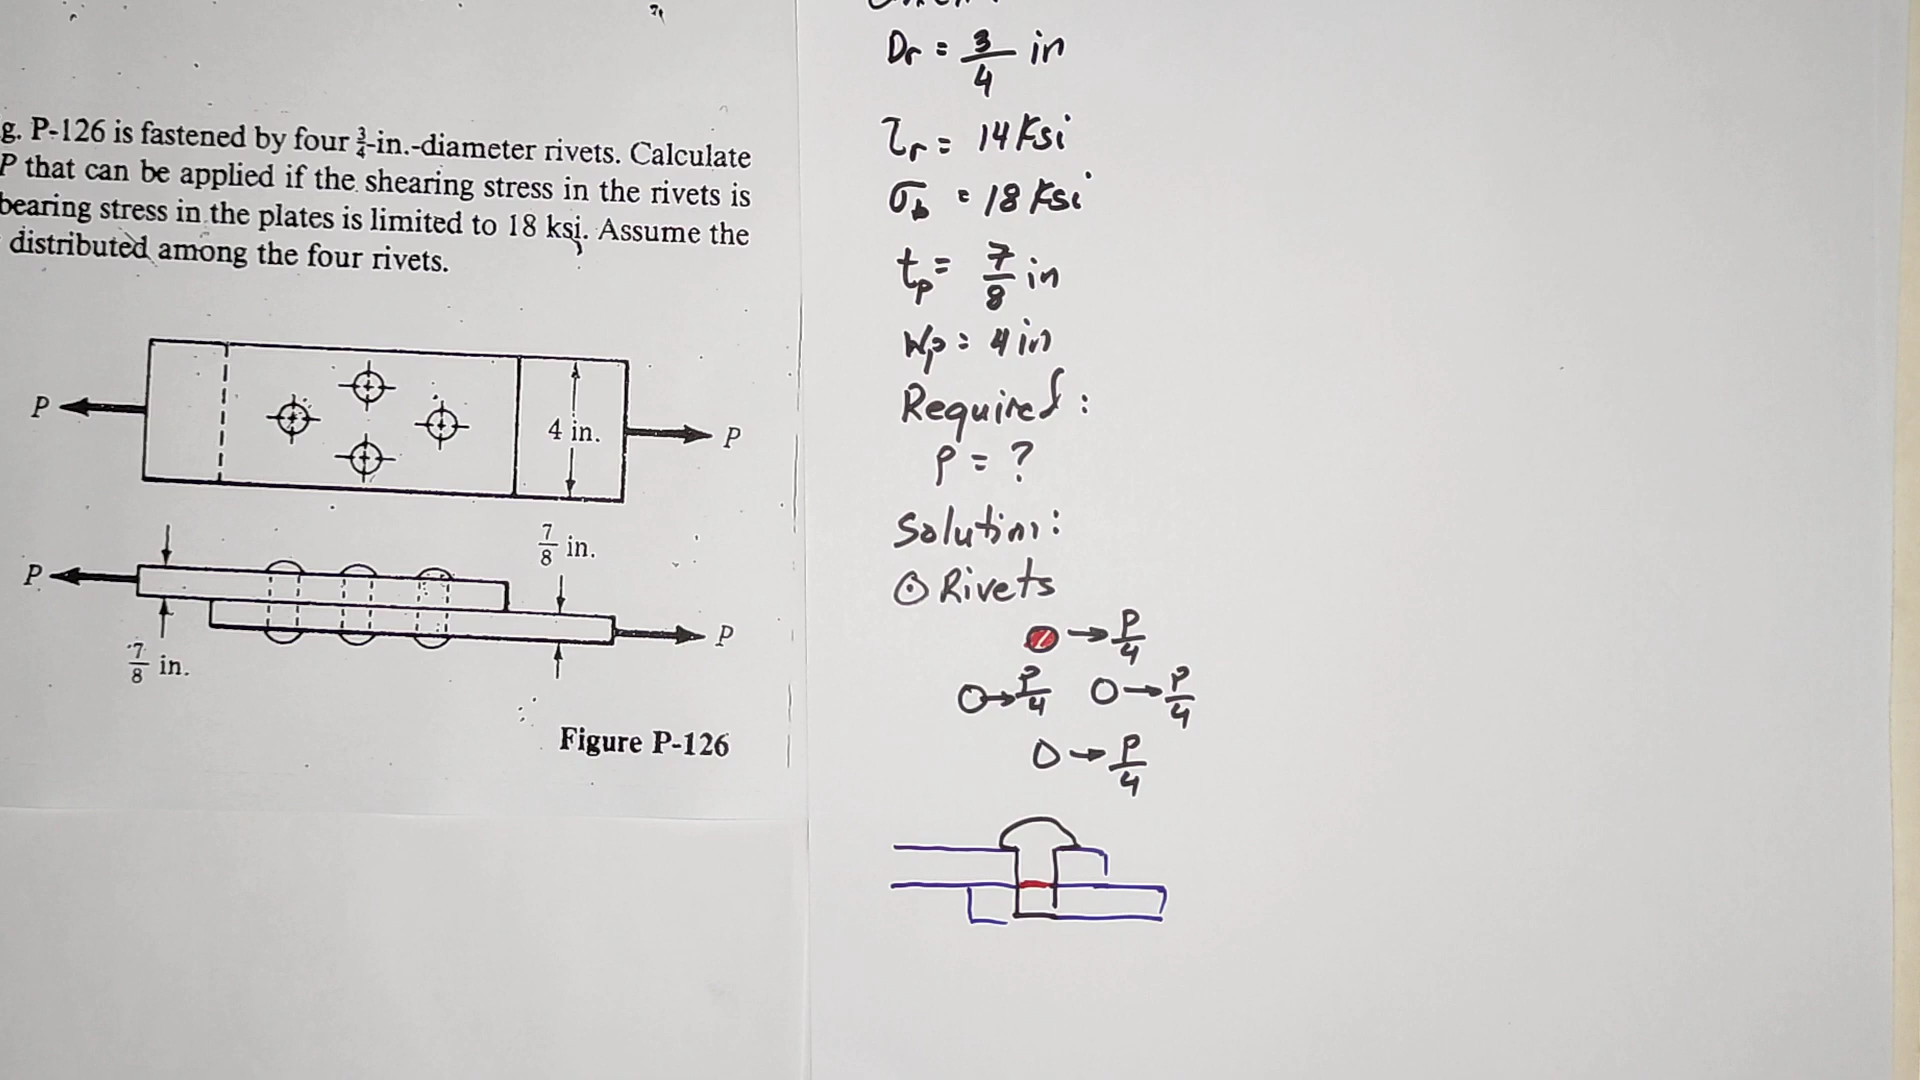 g. P-126 is fastened by four 3/4-in.-diameter rivets. Calculate
P that can be applied if the shearing stress in the rivets is
bearing stress in the plates is limited to 18 ksi. Assume the
distributed among the four rivets.
P
4 in.
P
7/8 in.
P
P
7/8 in.
Figure P-126
Dr = 3/4 in
τr = 14 Ksi
σb = 18 Ksi
tp = 7/8 in
Wp = 4 in
Required:
P = ?
Solution:
⊙ Rivets
→ P/4
→ P/4 → P/4
→ P/4